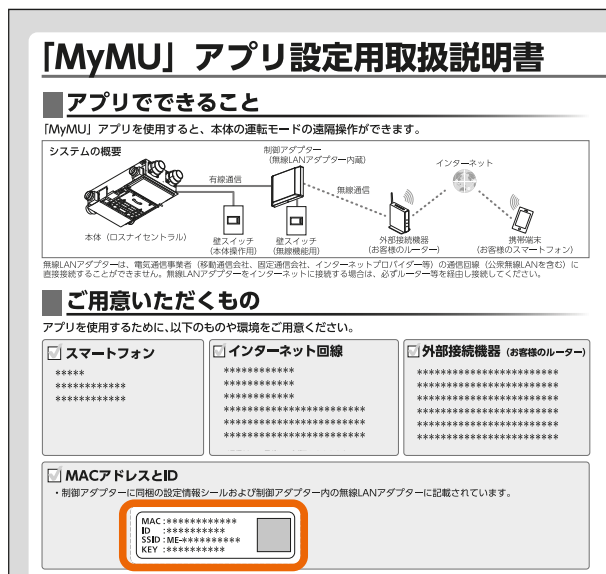 「MyMU」アプリ設定用取扱説明書
アプリでできること
「MyMU」アプリを使用すると、本体の運転モードの遠隔操作ができます。
システムの概要
制御アダプター
（無線LANアダプター内蔵）
インターネット
有線通信
無線通信
本体（ロスナイセントラル）
壁スイッチ
（本体操作用）
壁スイッチ
（無線機能用）
外部接続機器
（お客様のルーター）
携帯端末
（お客様のスマートフォン）
無線LANアダプターは、電気通信事業者（移動通信会社、固定通信会社、インターネットプロバイダー等）の通信回線（公衆無線LANを含む）に
直接接続することができません。無線LANアダプターをインターネットに接続する場合は、必ずルーター等を経由し接続してください。
ご用意いただくもの
アプリを使用するために、以下のものや環境をご用意ください。
スマートフォン
*****
************
************
インターネット回線
************
************
************
************************
************************
************************
外部接続機器（お客様のルーター）
************************
************************
************************
************************
************************
************************
MACアドレスとID
・制御アダプターに同梱の設定情報シールおよび制御アダプター内の無線LANアダプターに記載されています。
MAC :************
ID :**********
SSID : ME-**********
KEY :**********